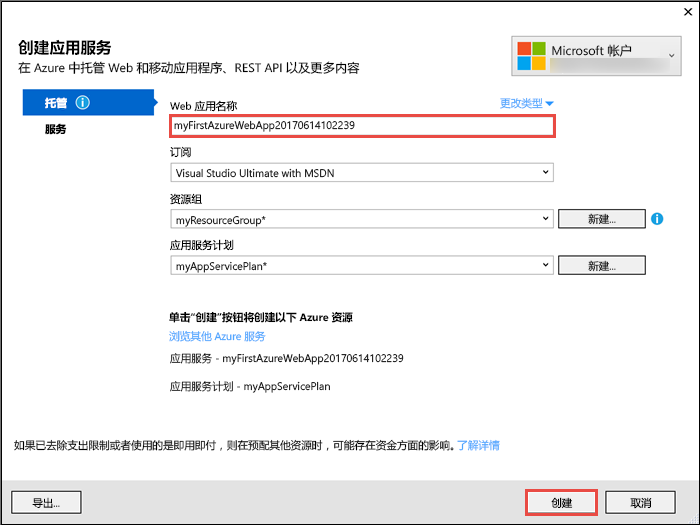 创建应用服务
在 Azure 中托管 Web 和移动应用程序、REST API 以及更多内容
Microsoft 帐户
托管
服务
Web 应用名称
更改类型
myFirstAzureWebApp20170614102239
订阅
Visual Studio Ultimate with MSDN
资源组
myResourceGroup*
新建...
应用服务计划
myAppServicePlan*
新建...
单击“创建”按钮将创建以下 Azure 资源
浏览其他 Azure 服务
应用服务 - myFirstAzureWebApp20170614102239
应用服务计划 - myAppServicePlan
如果已去除支出限制或者使用的是即用即付，则在预配其他资源时，可能存在资金方面的影响。了解详情
导出...
创建
取消